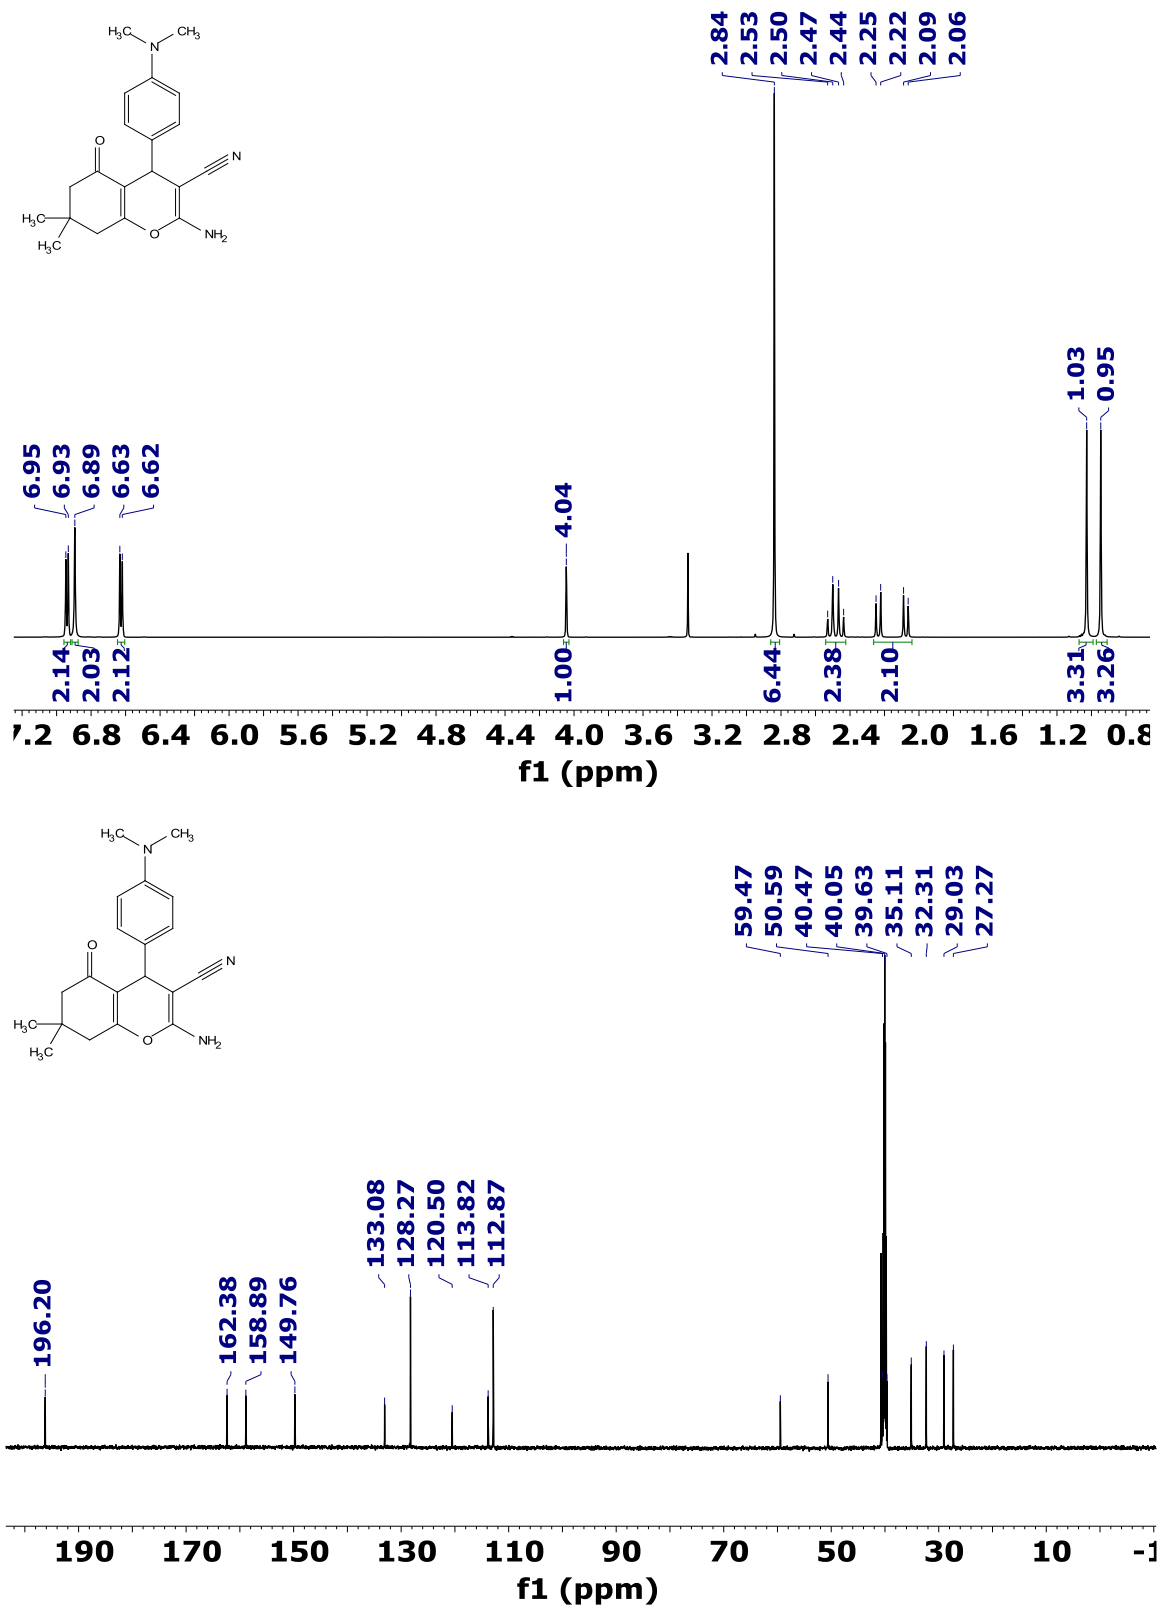 H₃C CH₃
N
O
N
H₃C
H₃C
O
NH₂
2.84
2.53
2.50
2.47
2.44
2.25
2.22
2.09
2.06
1.03
0.95
6.95
6.93
6.89
6.63
6.62
4.04
2.14
2.03
2.12
1.00
6.44
2.38
2.10
3.31
3.26
7.2 6.8 6.4 6.0 5.6 5.2 4.8 4.4 4.0 3.6 3.2 2.8 2.4 2.0 1.6 1.2 0.8
f1 (ppm)
H₃C CH₃
N
O
N
H₃C
H₃C
O
NH₂
59.47
50.59
40.47
40.05
39.63
35.11
32.31
29.03
27.27
133.08
128.27
120.50
113.82
112.87
196.20
162.38
158.89
149.76
190 170 150 130 110 90 70 50 30 10 -1
f1 (ppm)